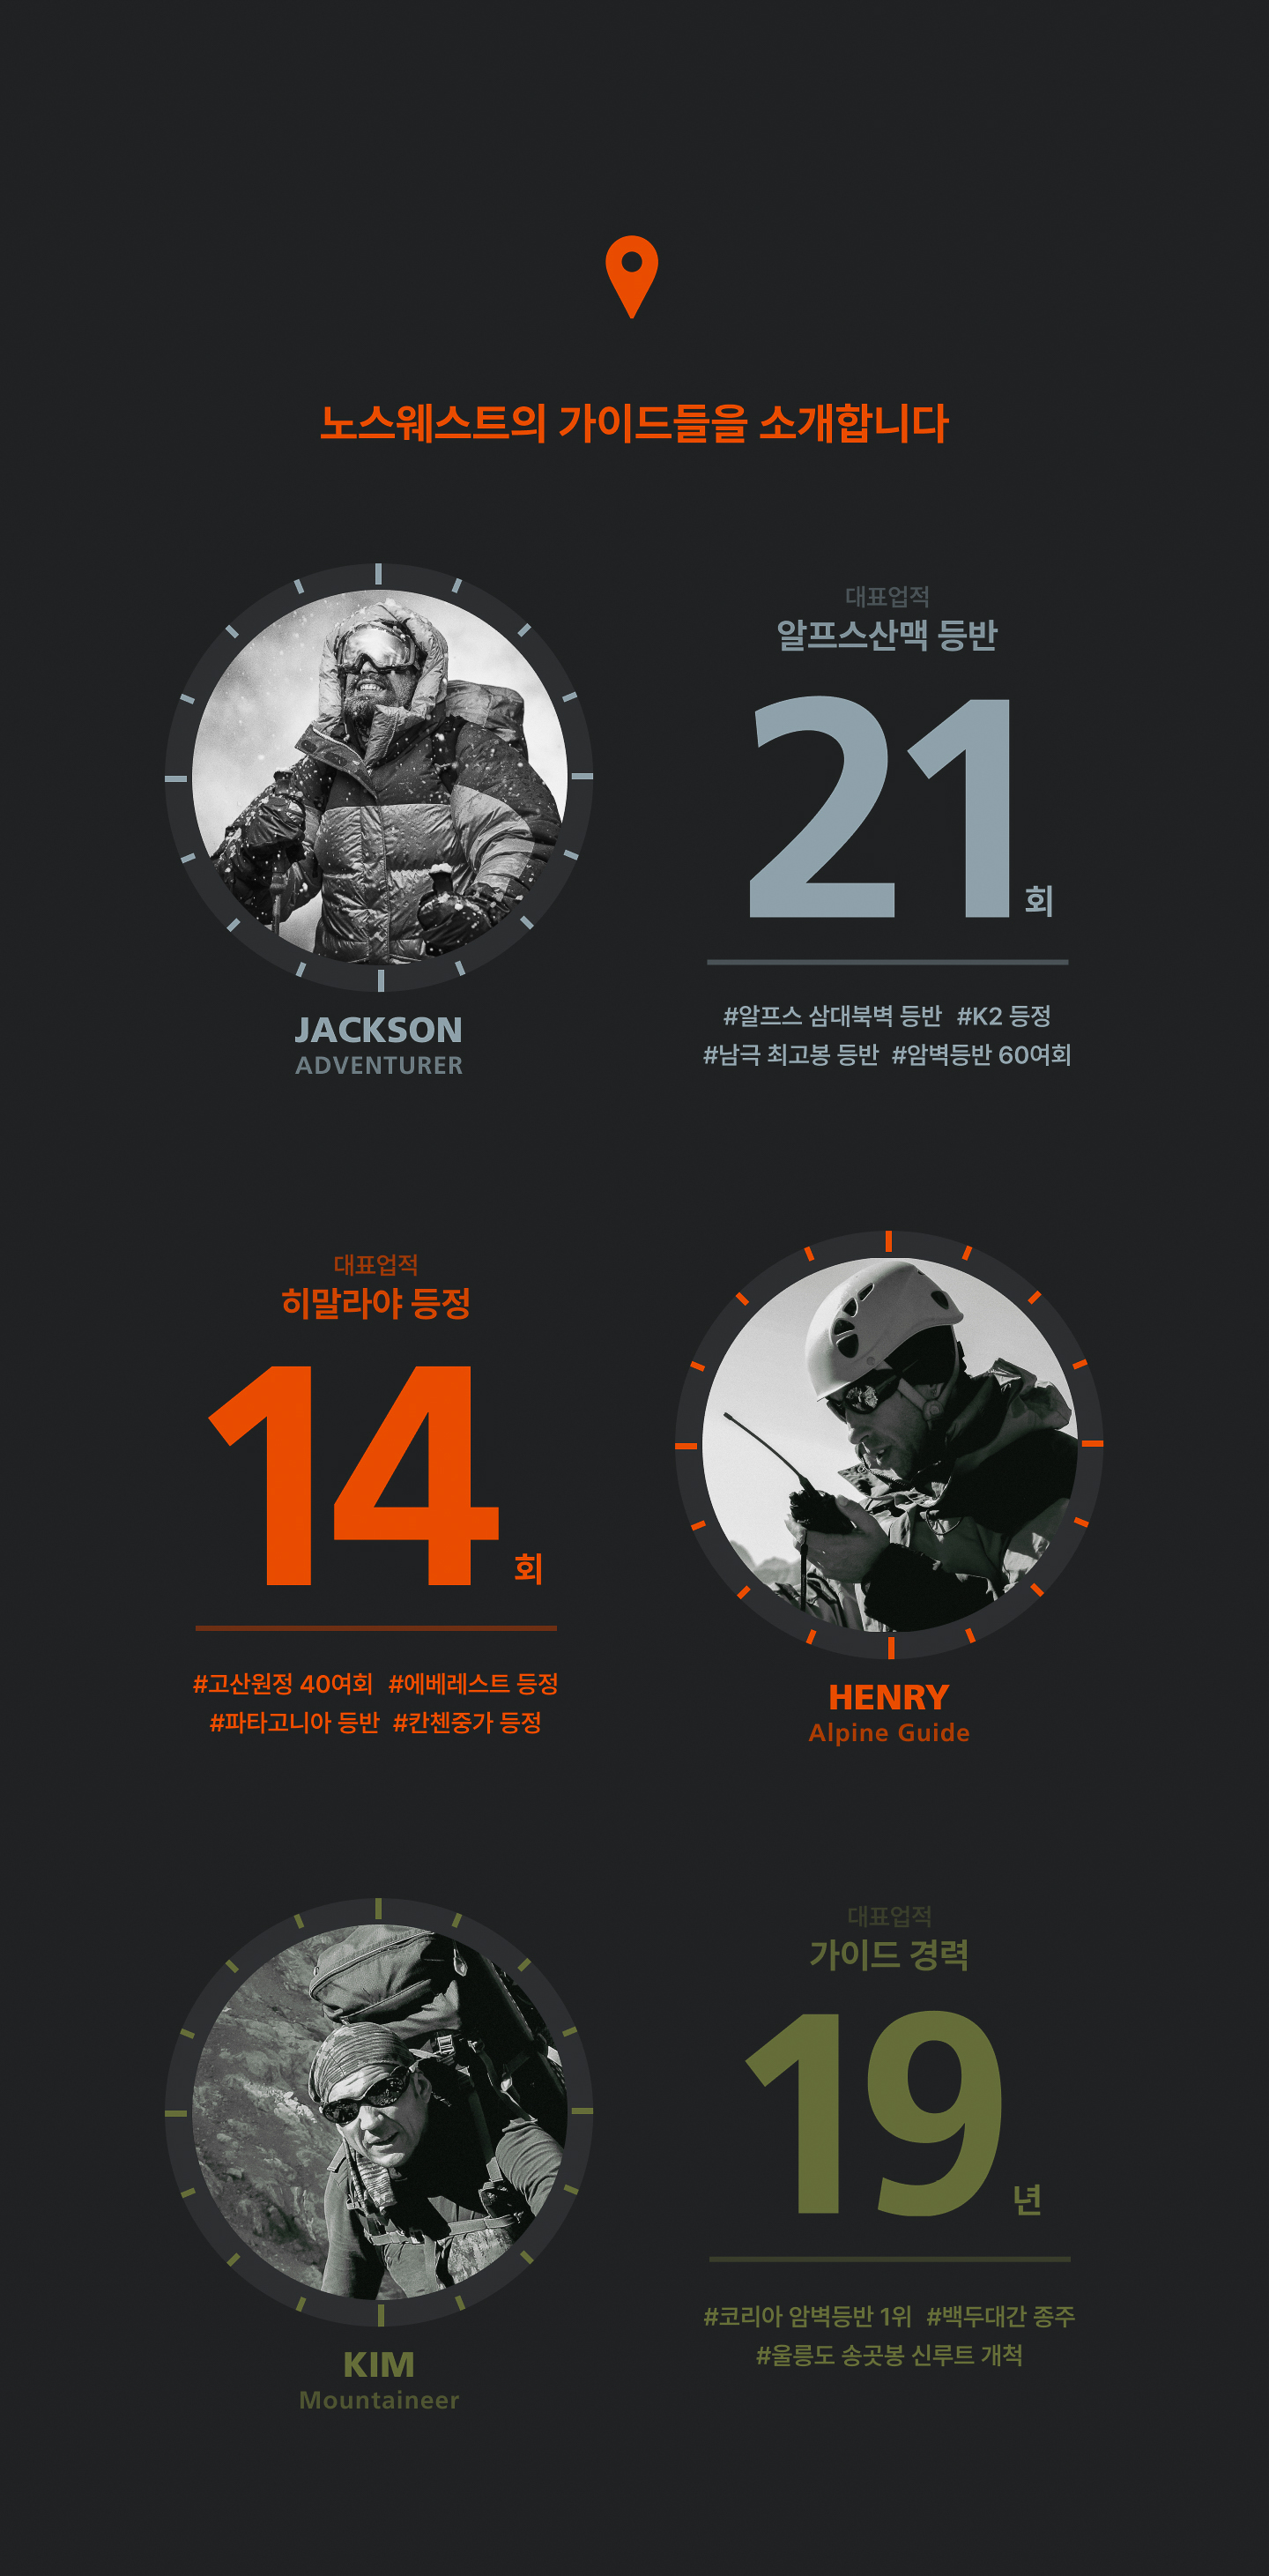 노스웨스트의 가이드들을 소개합니다
대표업적
알프스산맥 등반
21 회
#알프스 삼대북벽 등반 #K2 등정
#남극 최고봉 등반 #암벽등반 60여회
JACKSON
ADVENTURER
대표업적
히말라야 등정
14 회
#고산원정 40여회 #에베레스트 등정
#파타고니아 등반 #칸첸중가 등정
HENRY
Alpine Guide
대표업적
가이드 경력
19 년
#코리아 암벽등반 1위 #백두대간 종주
#울릉도 송곳봉 신루트 개척
KIM
Mountaineer